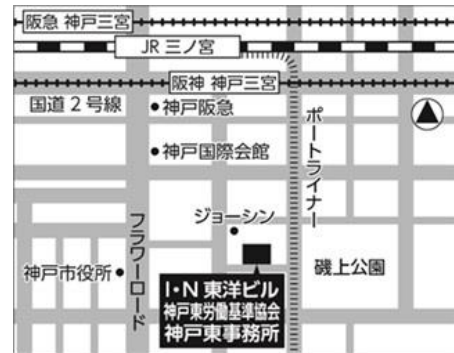 阪急 神戸三宮
JR 三ノ宮
阪神 神戸三宮
国道2号線
神戸阪急
神戸国際会館
ポートライナー
ジョーシン
フラワーロード
神戸市役所
磯上公園
I・N 東洋ビル
神戸東労働基準協会
神戸東事務所